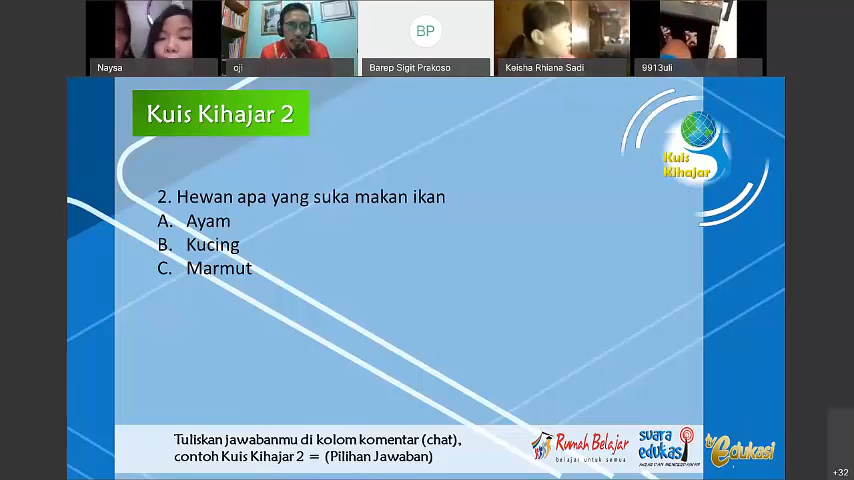 BP
Naysa
oji
Barep Sigit Prakoso
Keisha Rhiana Sadi
9913uli
Kuis Kihajar 2
Kuis
Kihajar
2. Hewan apa yang suka makan ikan
A. Ayam
B. Kucing
C. Marmut
Tuliskan jawabanmu di kolom komentar (chat),
contoh Kuis Kihajar 2 = (Pilihan Jawaban)
Rumah Belajar
belajar untuk semua
suara
edukasi
tv Edukasi
+32